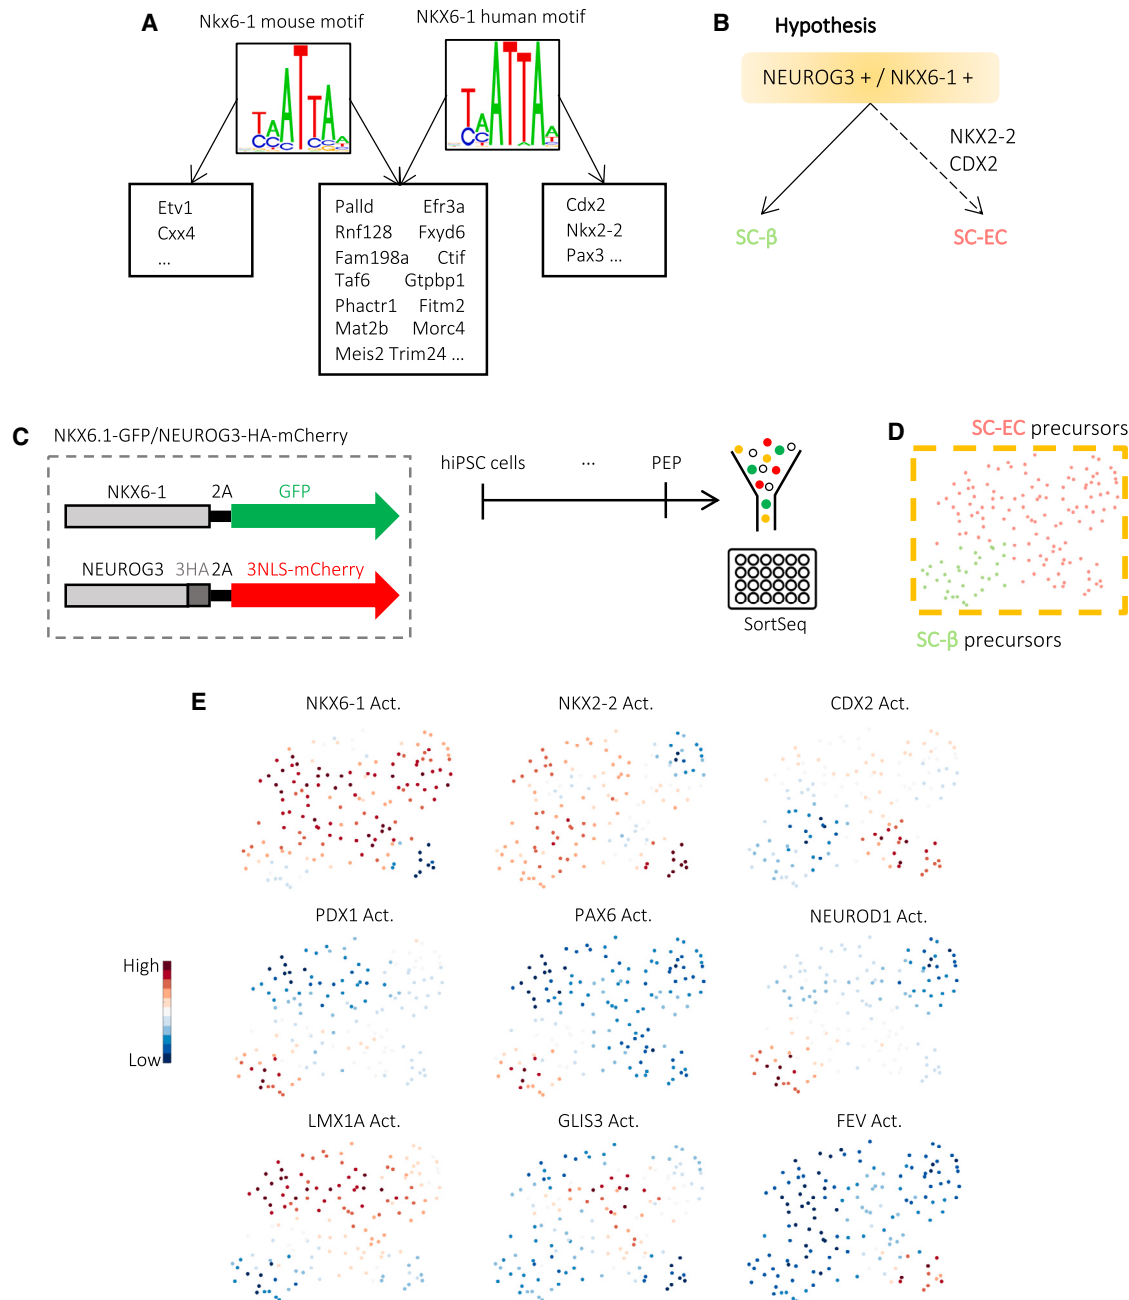 A
Nkx6-1 mouse motif
NKX6-1 human motif
Etv1
Cxx4
...
Palld Efr3a
Rnf128 Fxyd6
Fam198a Ctif
Taf6 Gtpbp1
Phactr1 Fitm2
Mat2b Morc4
Meis2 Trim24 ...
Cdx2
Nkx2-2
Pax3 ...
B
Hypothesis
NEUROG3 + / NKX6-1 +
NKX2-2
CDX2
SC-β
SC-EC
C
NKX6.1-GFP/NEUROG3-HA-mCherry
NKX6-1 2A GFP
NEUROG3 3HA 2A 3NLS-mCherry
hiPSC cells ... PEP
SortSeq
D
SC-EC precursors
SC-β precursors
E
NKX6-1 Act.
NKX2-2 Act.
CDX2 Act.
PDX1 Act.
PAX6 Act.
NEUROD1 Act.
High
Low
LMX1A Act.
GLIS3 Act.
FEV Act.